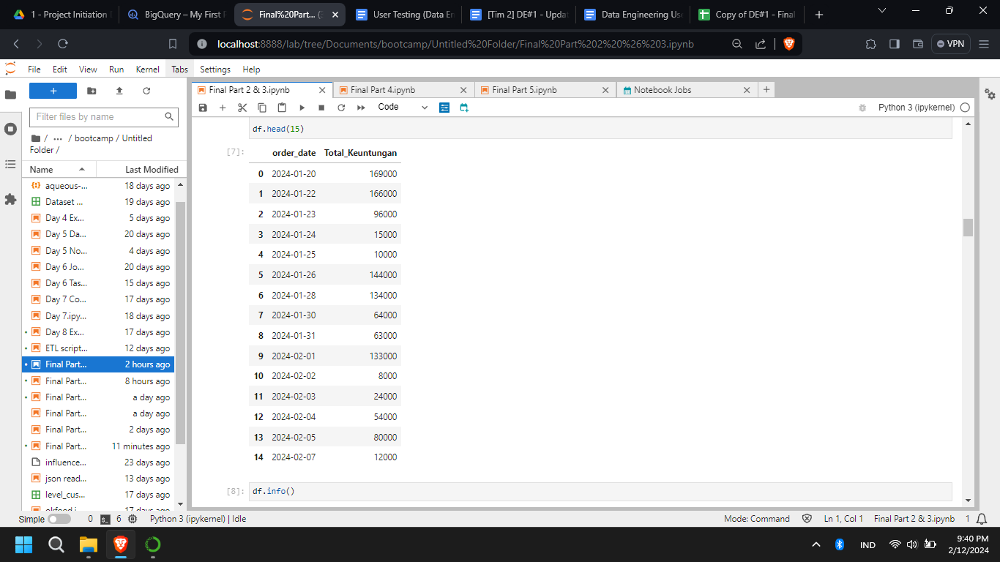 1 - Project Initiation
BigQuery – My First F
Final%20Part... (3
User Testing (Data En
[Tim 2] DE#1 - Updat
Data Engineering Use
Copy of DE#1 - Final
localhost:8888/lab/tree/Documents/bootcamp/Untitled%20Folder/Final%20Part%202%20%26%203.ipynb
VPN
File Edit View Run Kernel Tabs Settings Help
Filter files by name
/ ... / bootcamp / Untitled
Folder /
Name Last Modified
aqueous-... 18 days ago
Dataset ... 19 days ago
Day 4 Ex... 5 days ago
Day 5 Da... 20 days ago
Day 5 No... 4 days ago
Day 6 Jo... 20 days ago
Day 6 Tas... 15 days ago
Day 7 Co... 17 days ago
Day 7.ipy... 18 days ago
Day 8 Ex... 17 days ago
ETL script... 12 days ago
Final Part... 2 hours ago
Final Part... 8 hours ago
Final Part... a day ago
Final Part... a day ago
Final Part... 2 days ago
Final Part... 11 minutes ago
influence... 23 days ago
json read... 13 days ago
level_cus... 17 days ago
Final Part 2 & 3.ipynb
Final Part 4.ipynb
Final Part 5.ipynb
Notebook Jobs
Code
Python 3 (ipykernel)
df.head(15)
[7]:
order_date Total_Keuntungan
0 2024-01-20 169000
1 2024-01-22 166000
2 2024-01-23 96000
3 2024-01-24 15000
4 2024-01-25 10000
5 2024-01-26 144000
6 2024-01-28 134000
7 2024-01-30 64000
8 2024-01-31 63000
9 2024-02-01 133000
10 2024-02-02 8000
11 2024-02-03 24000
12 2024-02-04 54000
13 2024-02-05 80000
14 2024-02-07 12000
[8]: df.info()
Simple 0 6 Python 3 (ipykernel) | Idle
Mode: Command Ln 1, Col 1 Final Part 2 & 3.ipynb 1
IND
9:40 PM
2/12/2024